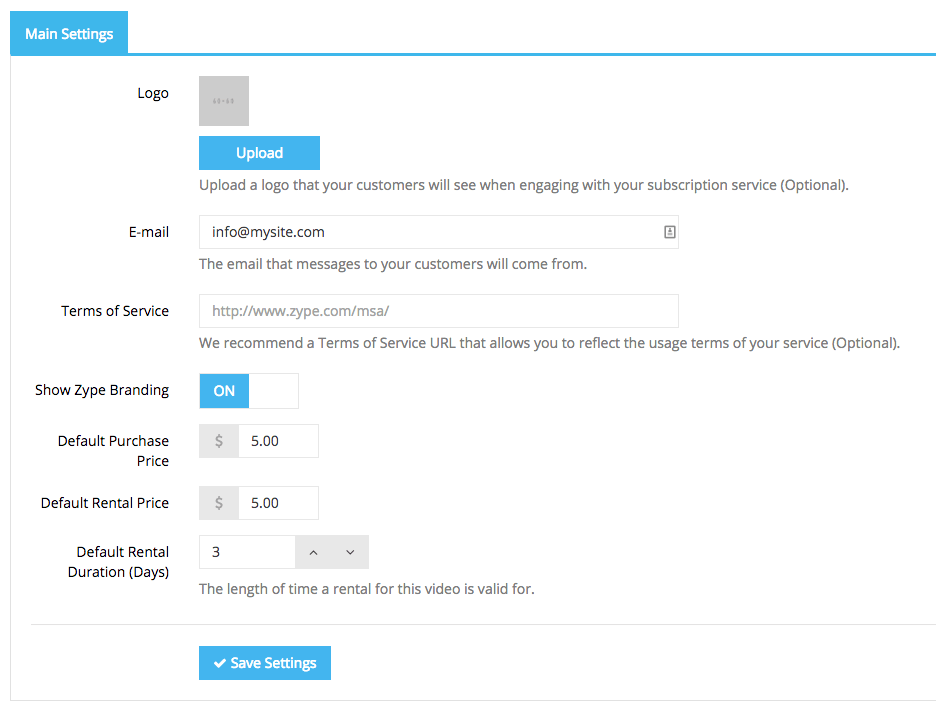 Main Settings
Logo
Upload
Upload a logo that your customers will see when engaging with your subscription service (Optional).
E-mail
info@mysite.com
The email that messages to your customers will come from.
Terms of Service
http://www.zype.com/msa/
We recommend a Terms of Service URL that allows you to reflect the usage terms of your service (Optional).
Show Zype Branding
ON
Default Purchase
Price
$ 5.00
Default Rental Price
$ 5.00
Default Rental
Duration (Days)
3
The length of time a rental for this video is valid for.
Save Settings